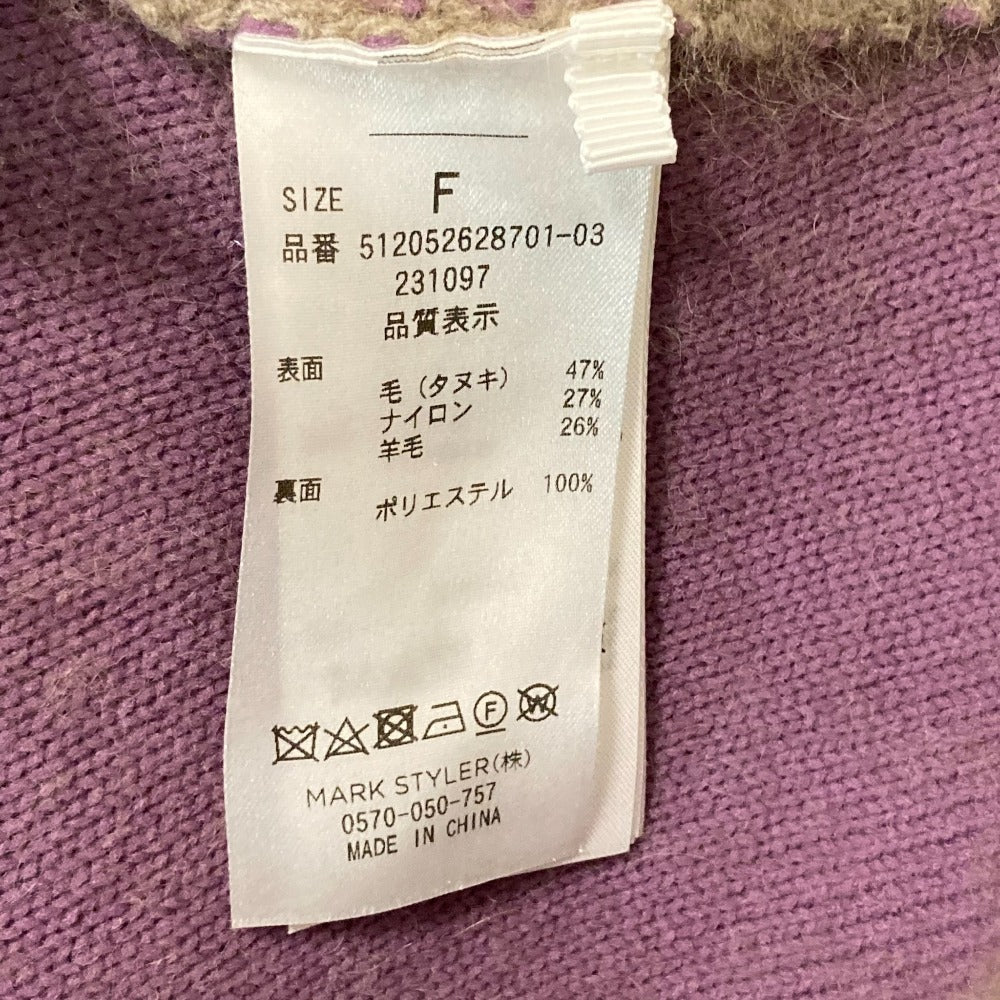 SIZE F
品番 512052628701-03
231097
品質表示
表面 毛（タヌキ） 47%
ナイロン 27%
羊毛 26%
裏面 ポリエステル 100%
F W
MARK STYLER(株)
0570-050-757
MADE IN CHINA